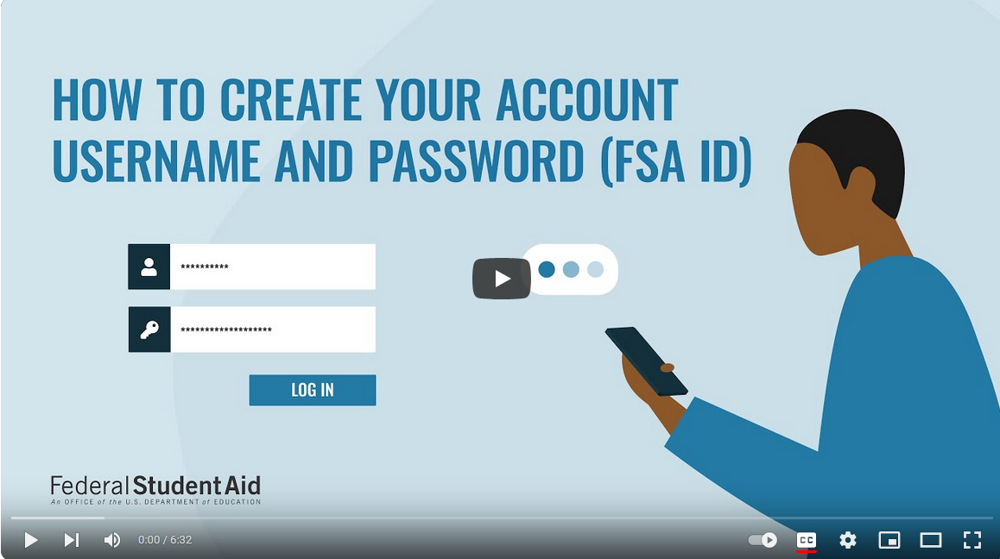 HOW TO CREATE YOUR ACCOUNT
USERNAME AND PASSWORD (FSA ID)
**********
*******************
LOG IN
Federal Student Aid
An OFFICE of the U.S. DEPARTMENT of EDUCATION
0:00 / 6:32
CC